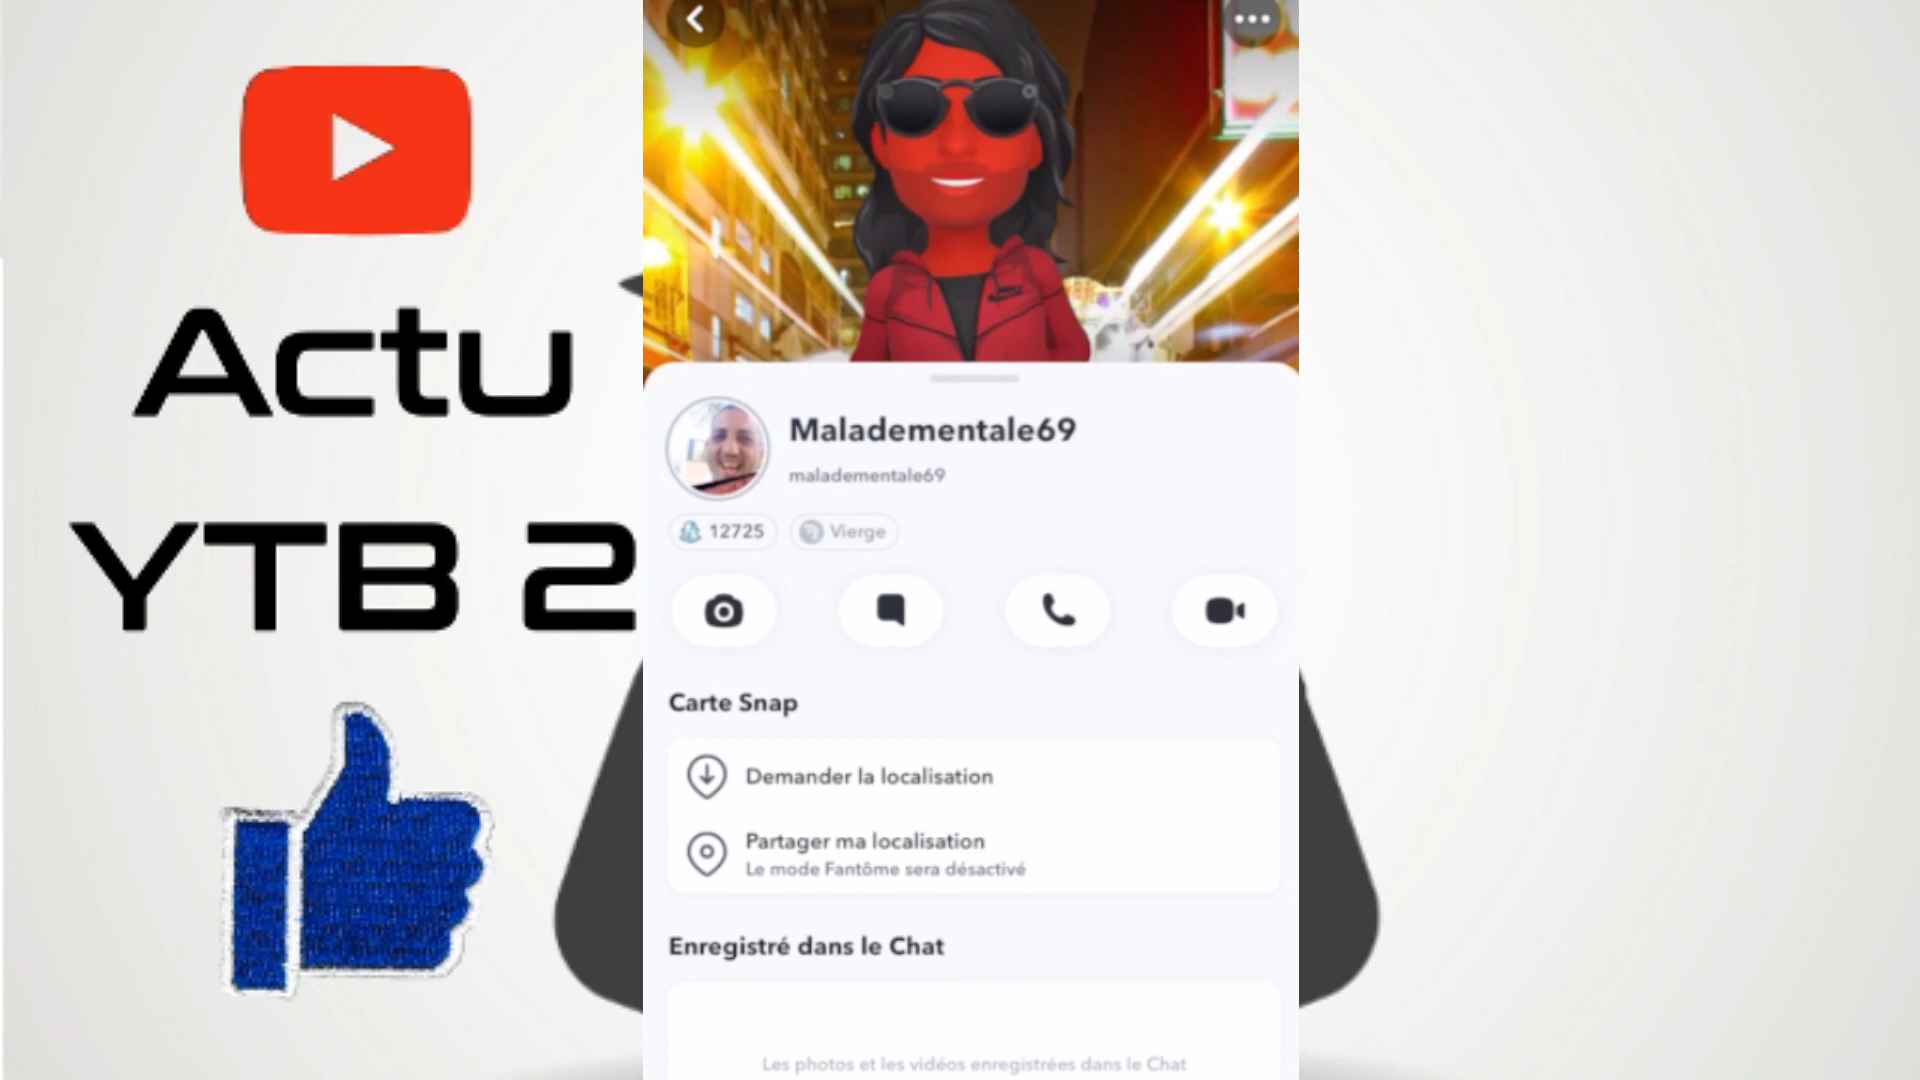 Actu
YTB 2
Maladementale69
maladementale69
12725
Vierge
Carte Snap
Demander la localisation
Partager ma localisation
Le mode Fantôme sera désactivé
Enregistré dans le Chat
Les photos et les vidéos enregistrées dans le Chat